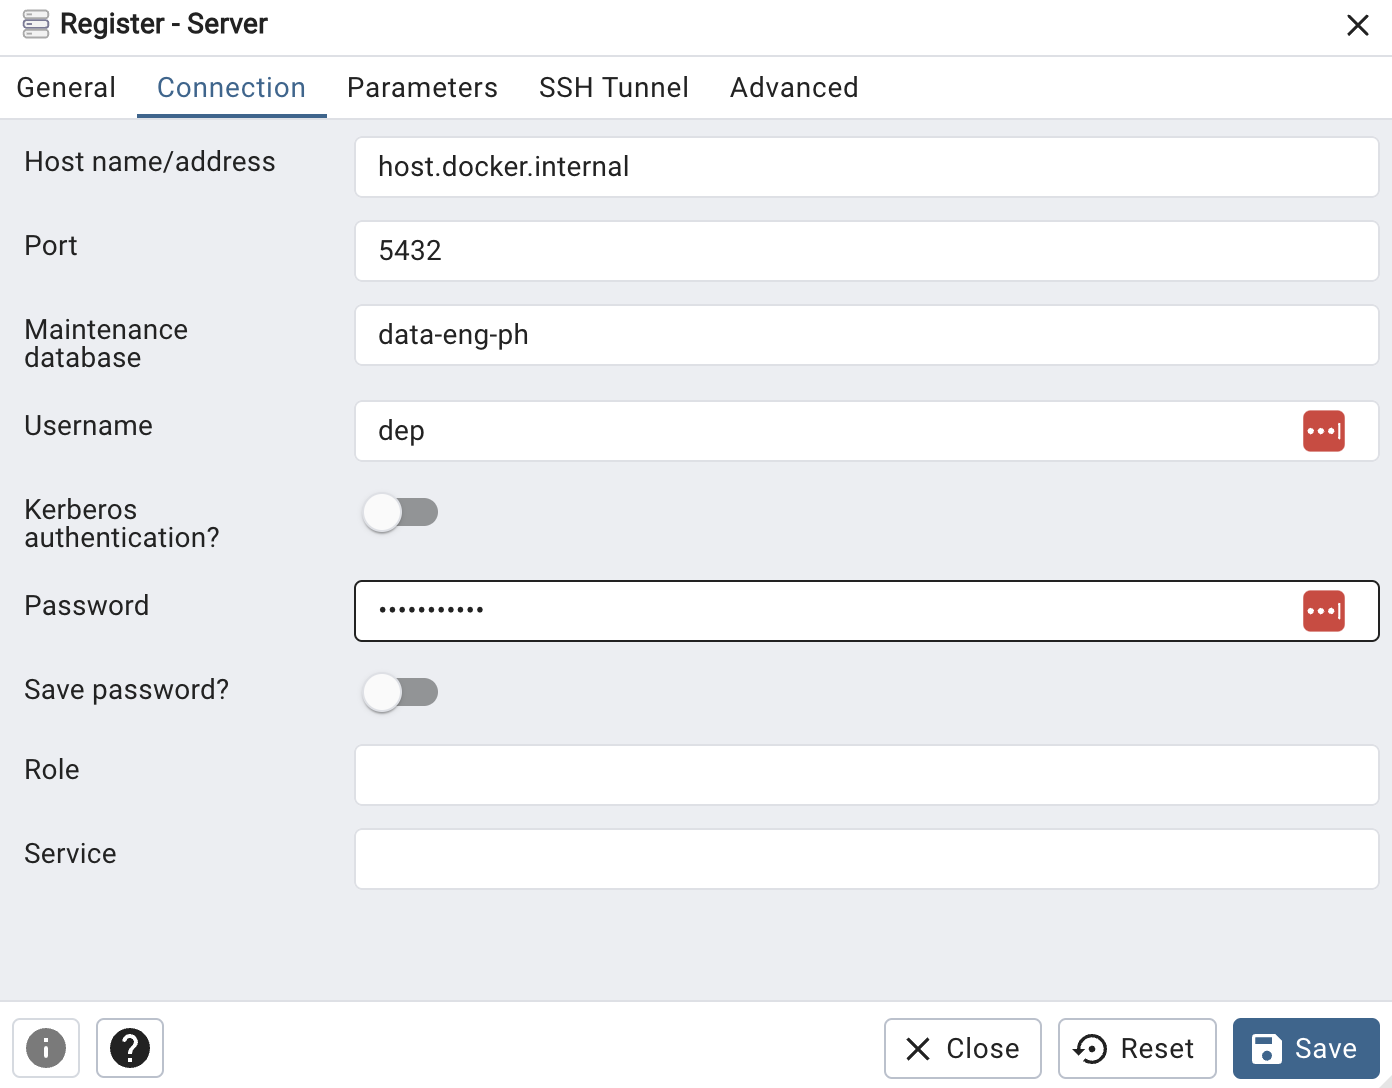 Register - Server
General Connection Parameters SSH Tunnel Advanced
Host name/address
host.docker.internal
Port
5432
Maintenance
database
data-eng-ph
Username
dep
Kerberos
authentication?
Password
•••••••••••
Save password?
Role
Service
Close Reset Save